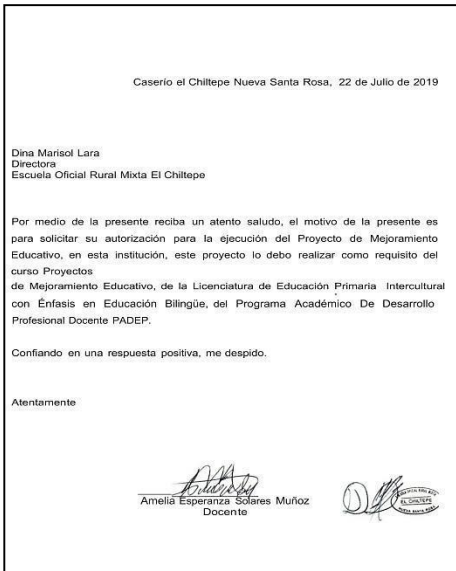 Caserío el Chiltepe Nueva Santa Rosa, 22 de Julio de 2019
Dina Marisol Lara
Directora
Escuela Oficial Rural Mixta El Chiltepe
Por medio de la presente reciba un atento saludo, el motivo de la presente es
para solicitar su autorización para la ejecución del Proyecto de Mejoramiento
Educativo, en esta institución, este proyecto lo debo realizar como requisito del
curso Proyectos
de Mejoramiento Educativo, de la Licenciatura de Educación Primaria Intercultural
con Énfasis en Educación Bilingüe, del Programa Académico De Desarrollo
Profesional Docente PADEP.
Confiando en una respuesta positiva, me despido.
Atentamente
Amelia Esperanza Solares Muñoz
Docente
EL CHILTEPE
NUEVA SANTA ROSA